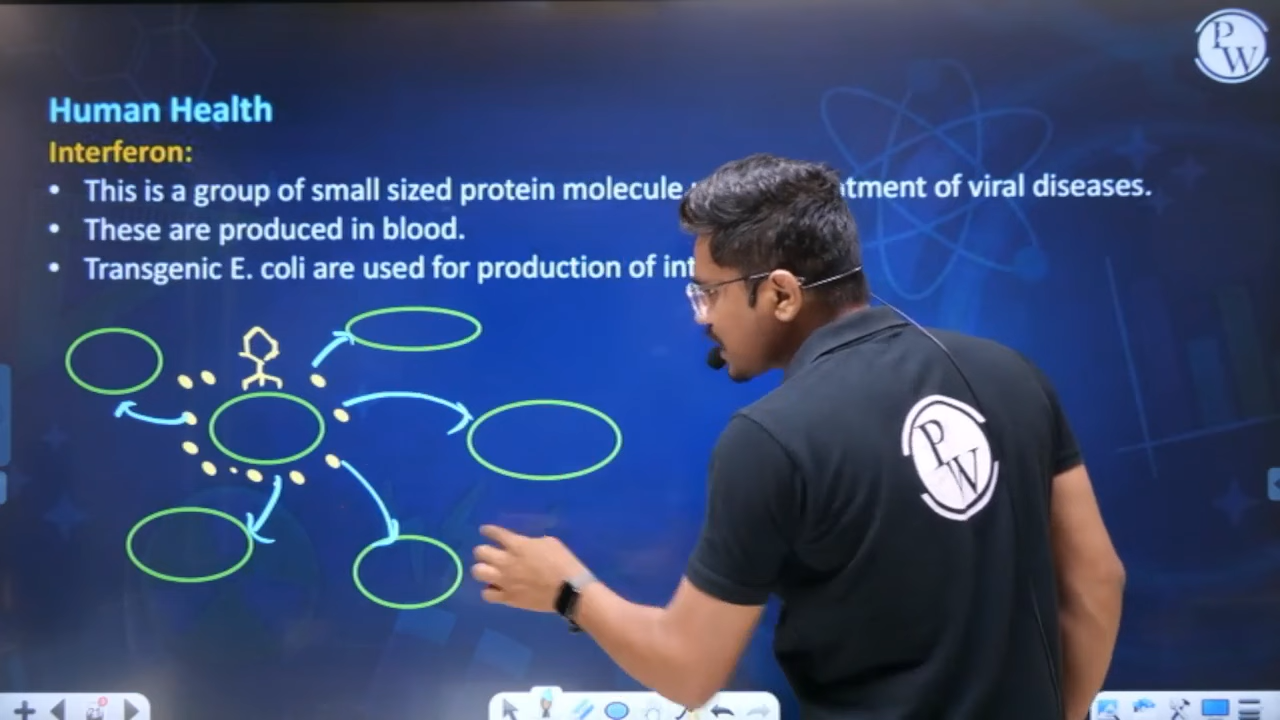 PW
Human Health
Interferon:
• This is a group of small sized protein molecule atment of viral diseases.
• These are produced in blood.
• Transgenic E. coli are used for production of int
PW